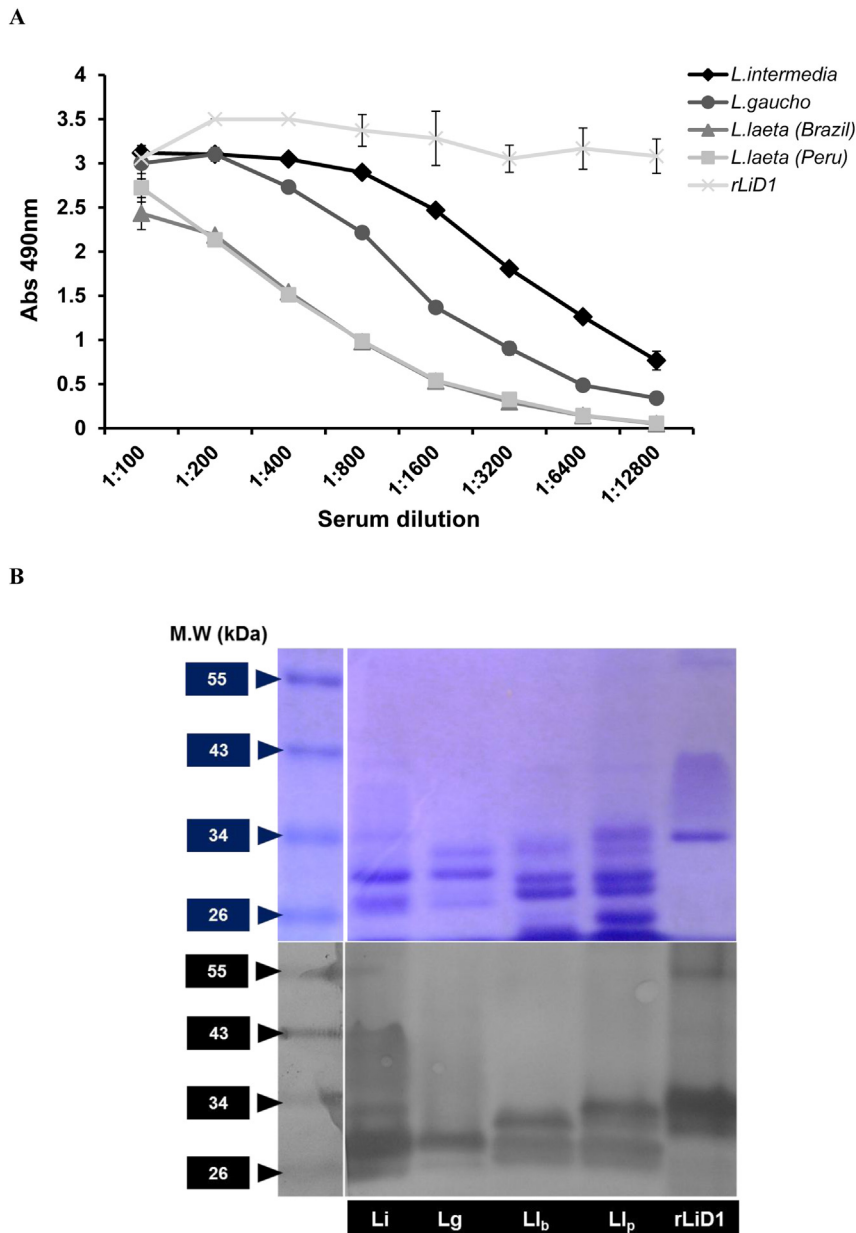 A
4
3.5
3
2.5
2
1.5
1
0.5
0
Abs 490nm
1:100
1:200
1:400
1:800
1:1600
1:3200
1:6400
1:12800
Serum dilution
L.intermedia
L.gaucho
L.laeta (Brazil)
L.laeta (Peru)
rLiD1
B
M.W (kDa)
55
43
34
26
55
43
34
26
Li Lg Ll_b Ll_p rLiD1